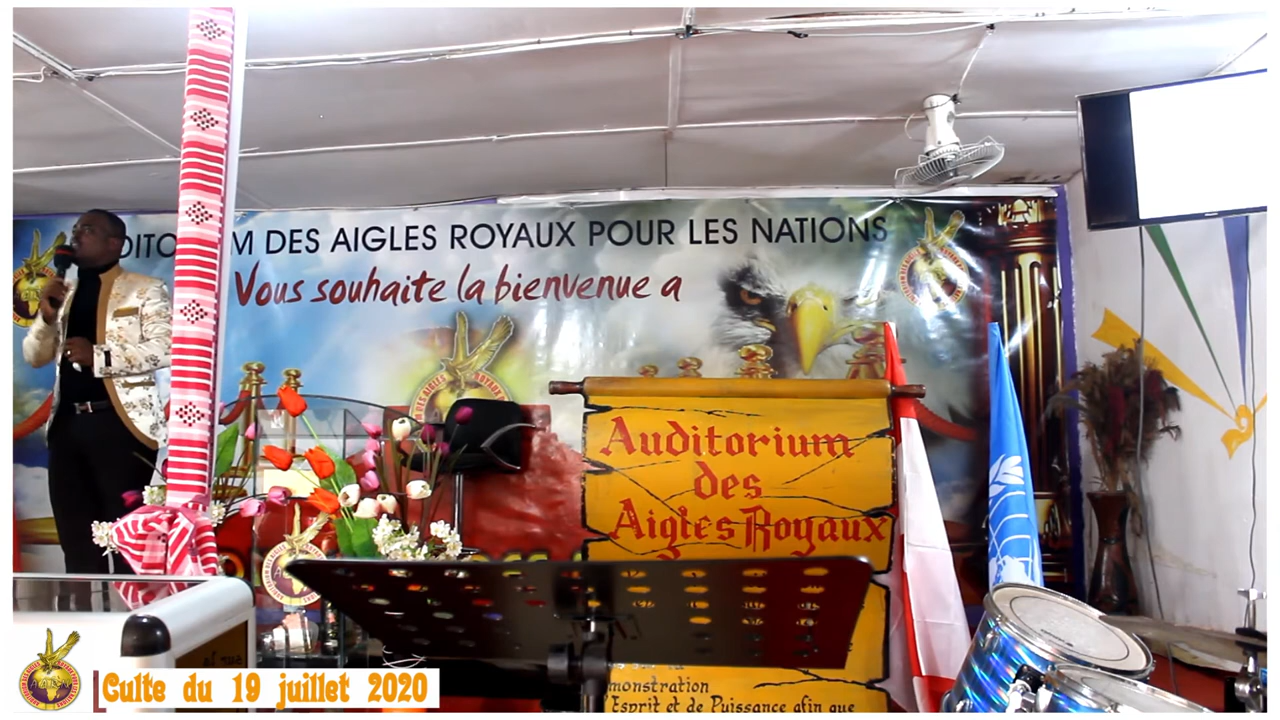 DITO M DES AIGLES ROYAUX POUR LES NATIONS
Vous souhaite la bienvenue a
Auditorium
des
Aigles Royaux
monstration
'Esprit et de Puissance afin que
Culte du 19 juillet 2020